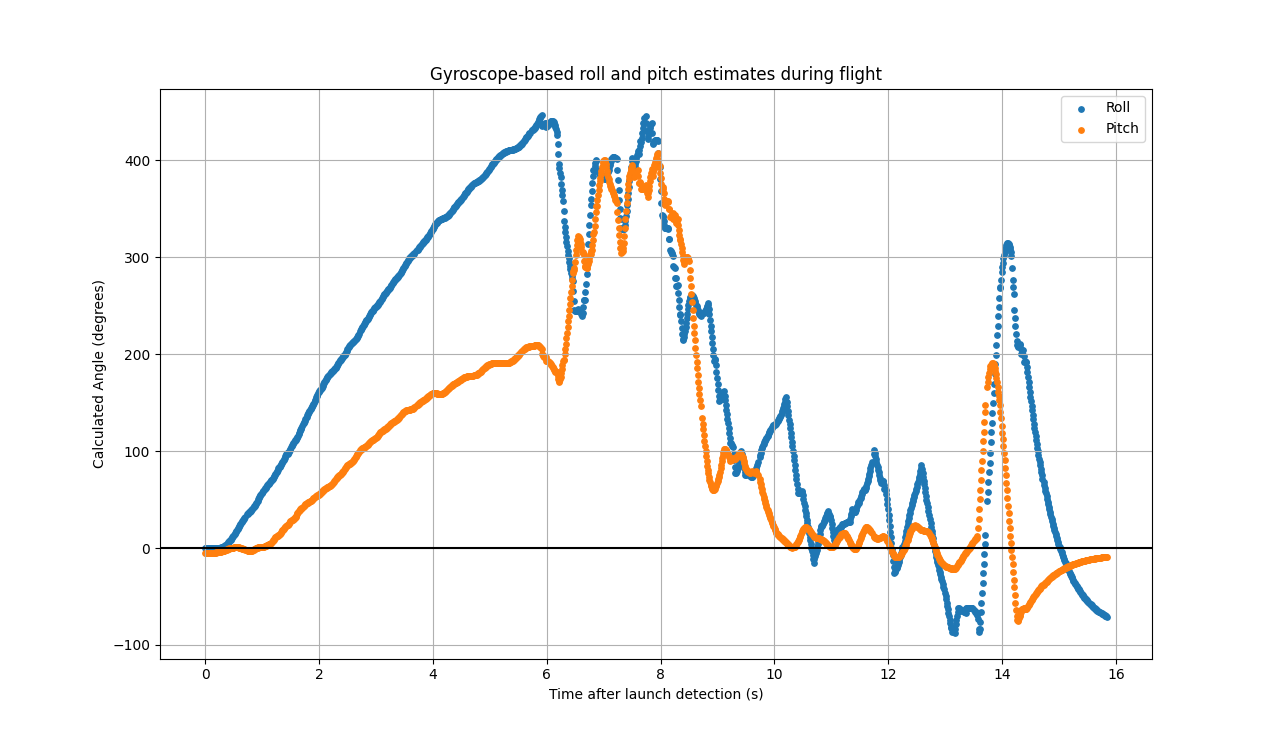 Gyroscope-based roll and pitch estimates during flight
Roll
Pitch
400
300
200
100
0
−100
Calculated Angle (degrees)
0 2 4 6 8 10 12 14 16
Time after launch detection (s)